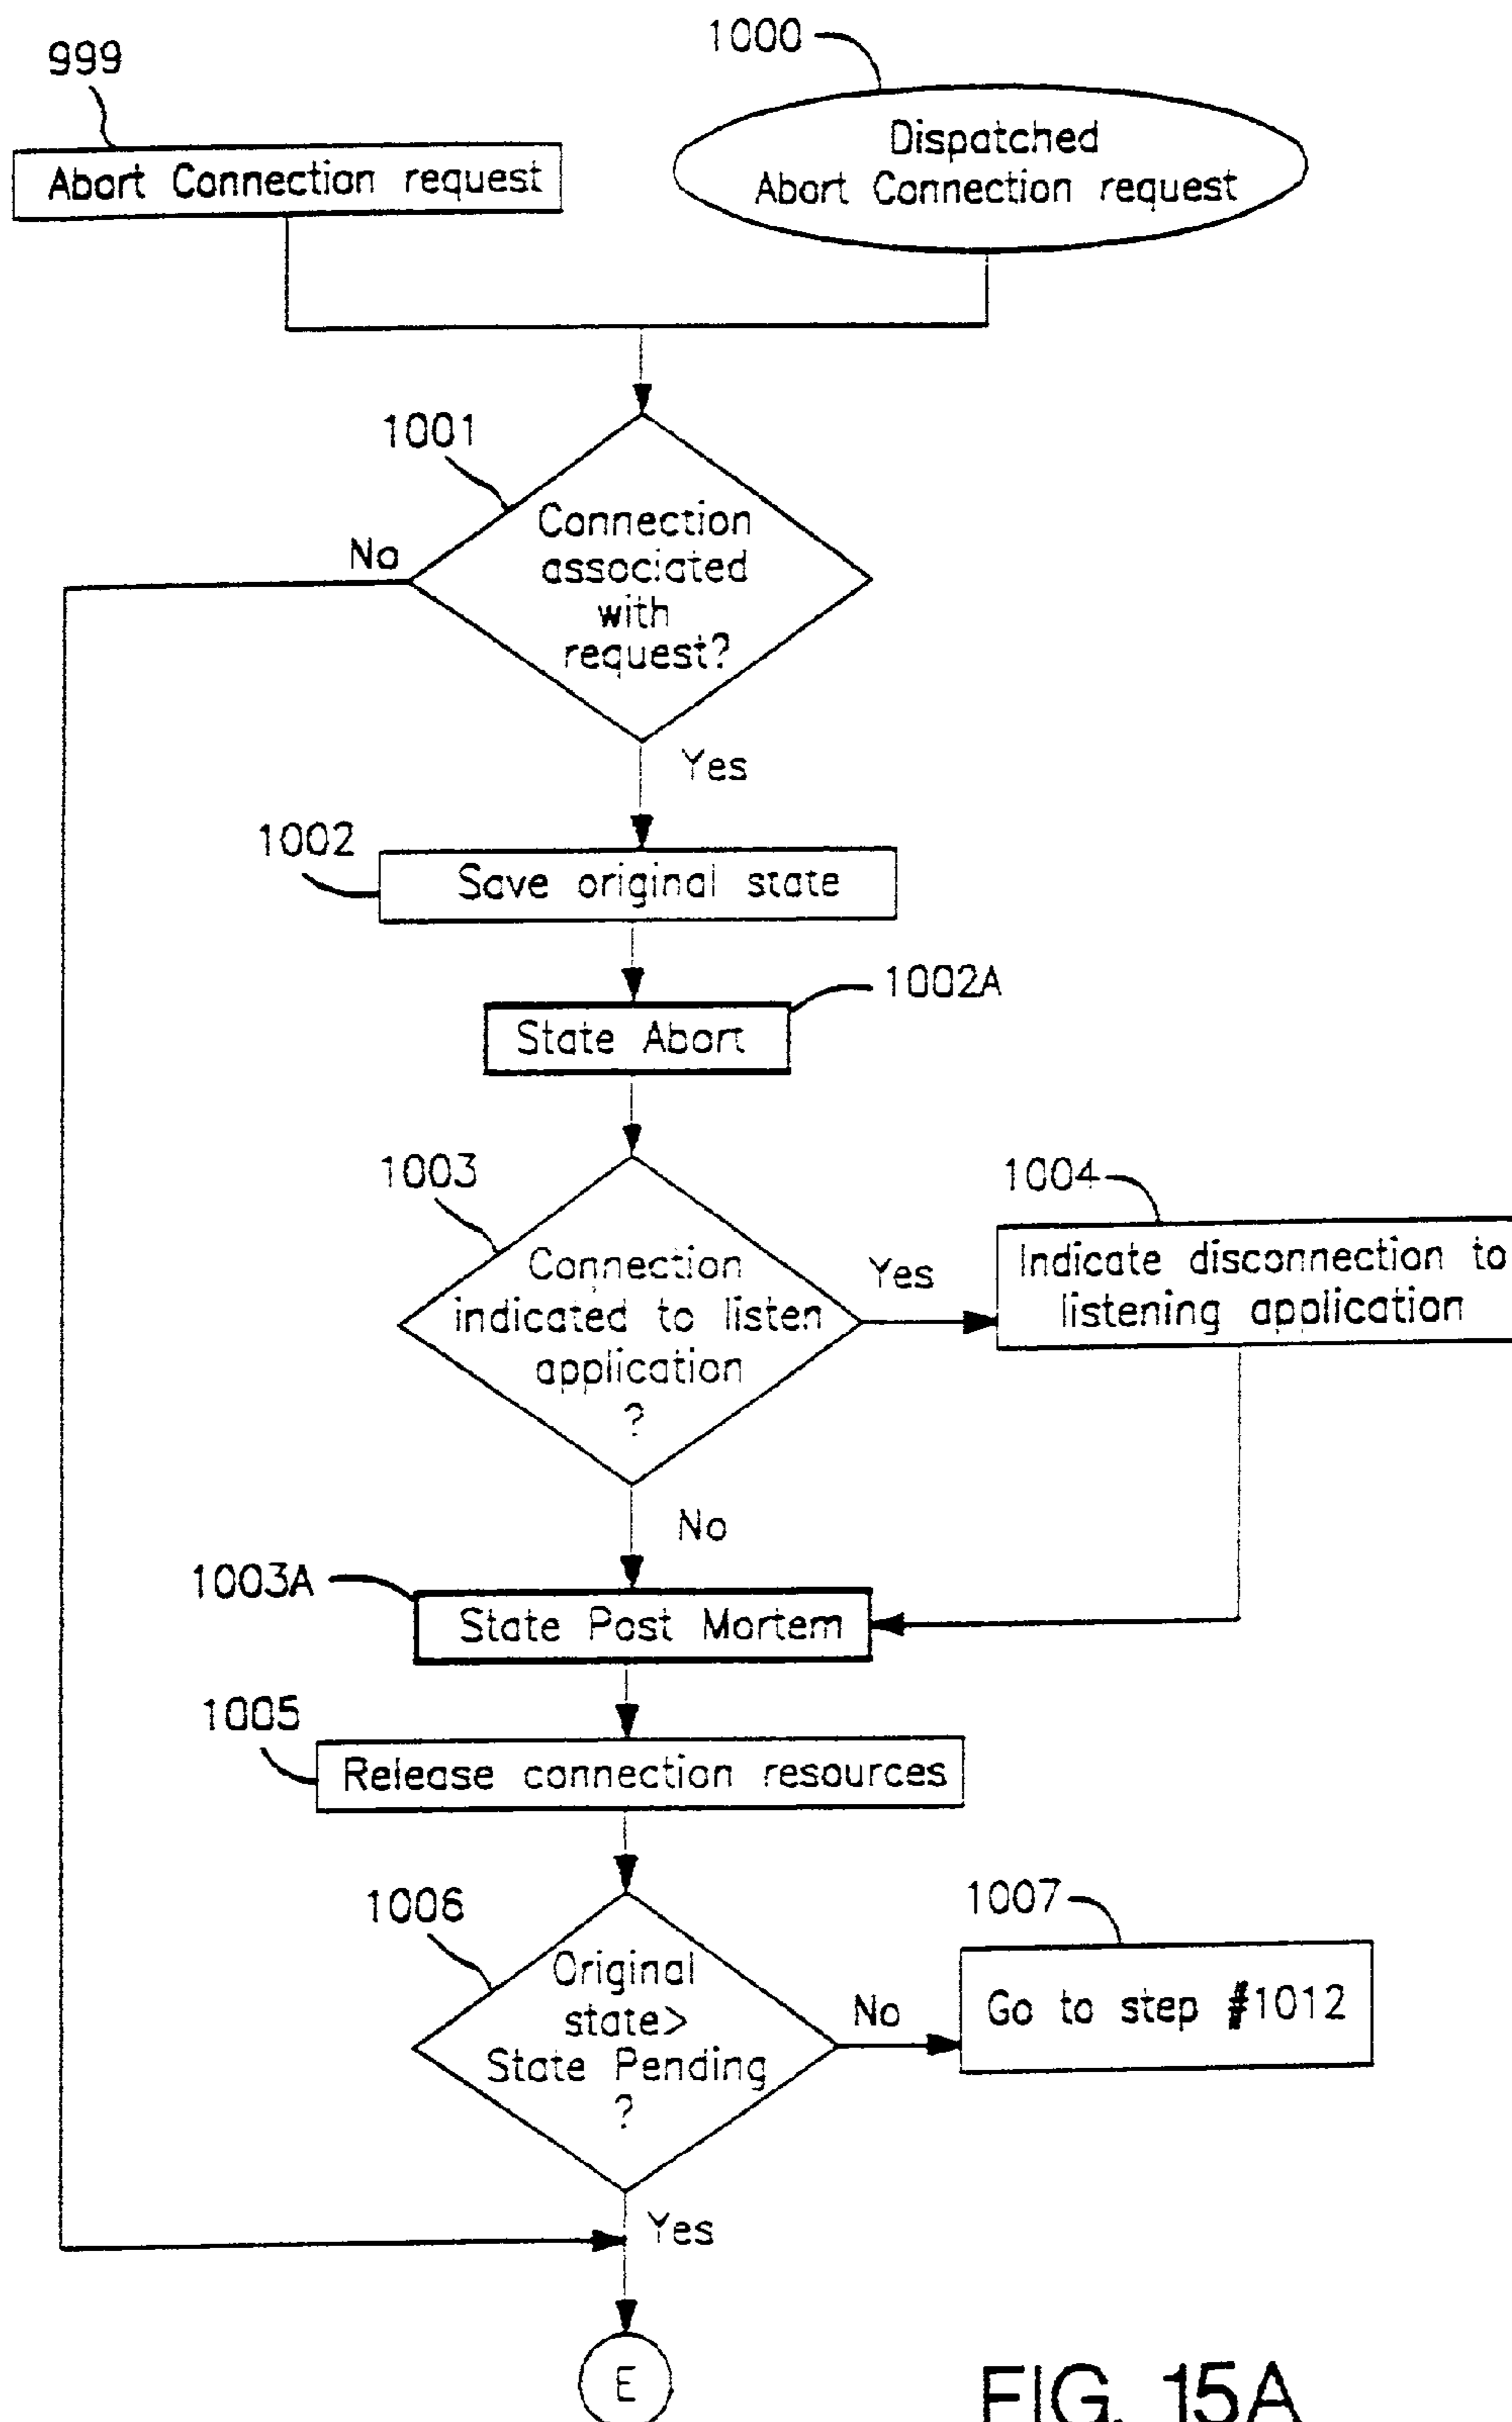 999
1000
Abort Connection request
Dispatched
Abort Connection request
1001
Connection
associated
with
request?
No
Yes
1002
Save original state
1002A
State Abort
1003
Connection
indicated to listen
application
?
Yes
1004
Indicate disconnection to
listening application
No
1003A
State Post Mortem
1005
Release connection resources
1006
Original
state>
State Pending
?
No
1007
Go to step #1012
Yes
E
FIG. 15A